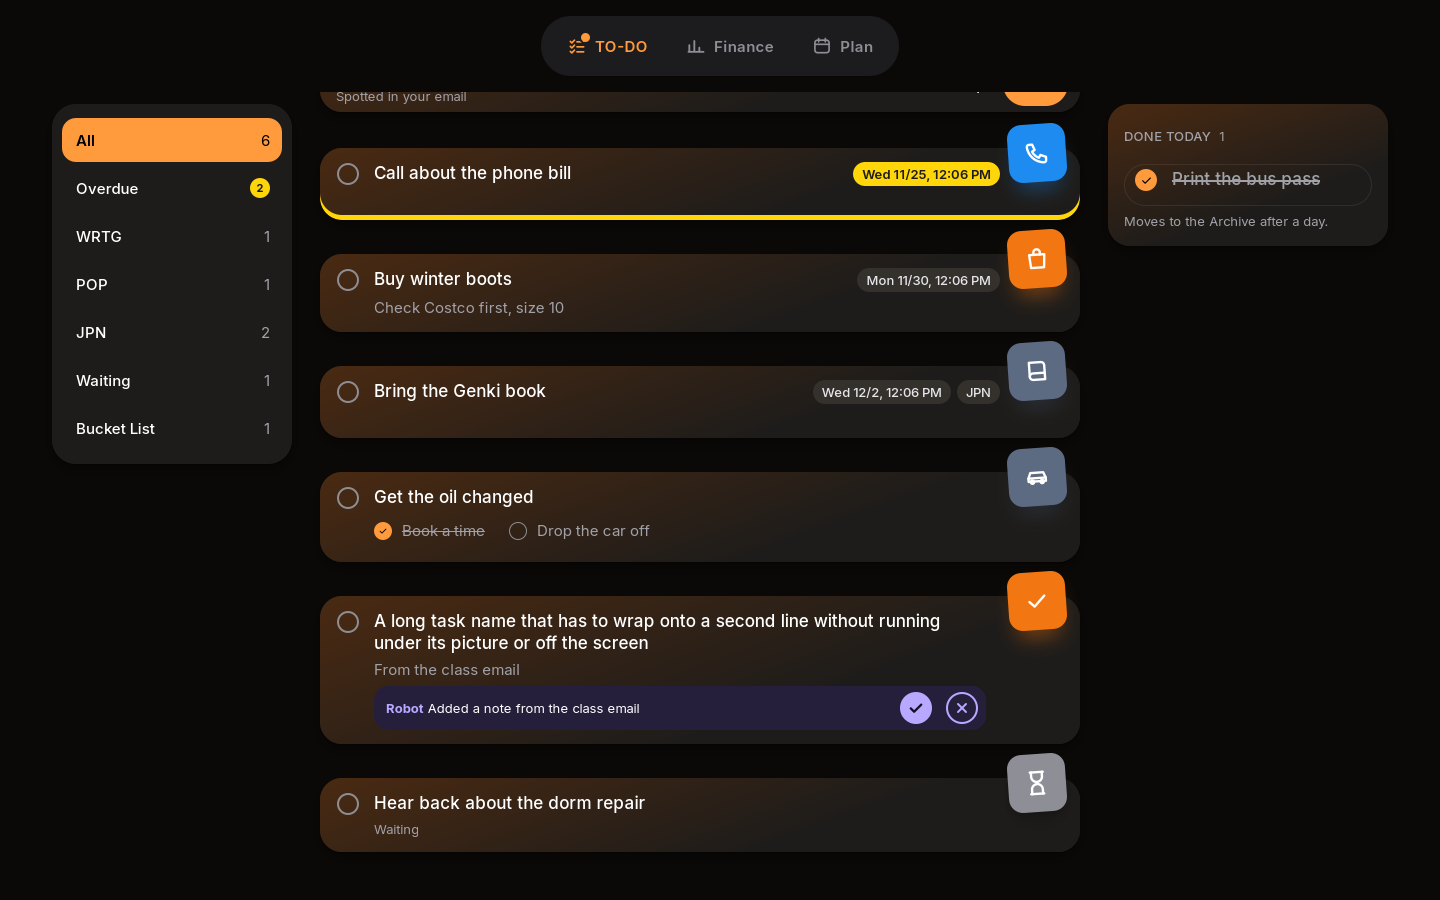 TO-DO
Finance
Plan
All 6
Overdue 2
WRTG 1
POP 1
JPN 2
Waiting 1
Bucket List 1
Spotted in your email
Call about the phone bill
Wed 11/25, 12:06 PM
Buy winter boots
Mon 11/30, 12:06 PM
Check Costco first, size 10
Bring the Genki book
Wed 12/2, 12:06 PM
JPN
Get the oil changed
Book a time
Drop the car off
A long task name that has to wrap onto a second line without running
under its picture or off the screen
From the class email
Robot Added a note from the class email
Hear back about the dorm repair
Waiting
DONE TODAY 1
Print the bus pass
Moves to the Archive after a day.